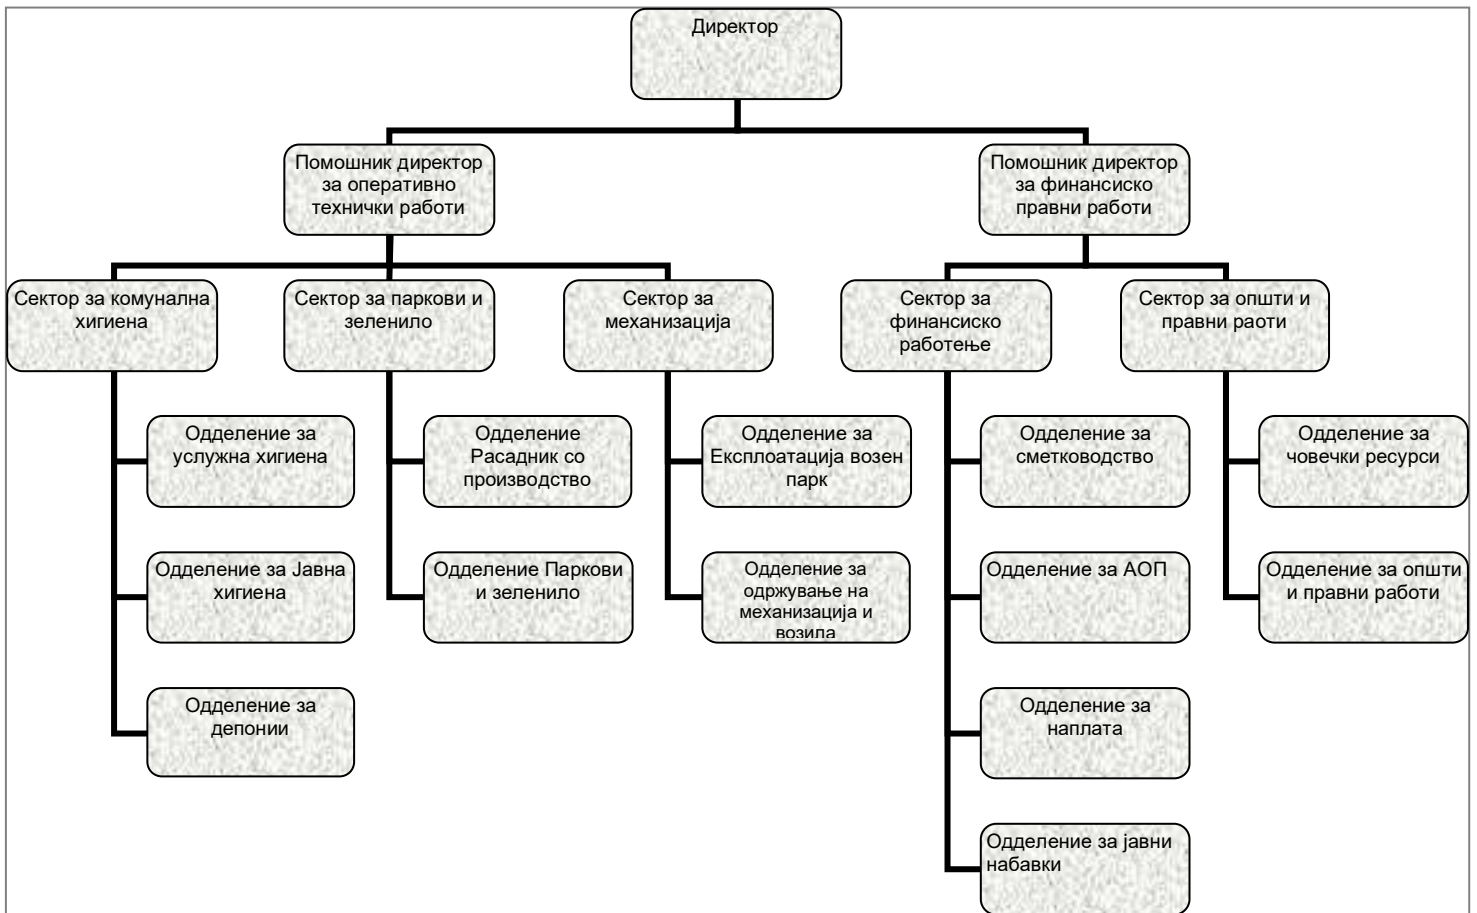 Директор
Помошник директор
за оперативно
технички работи
Помошник директор
за финансиско
правни работи
Сектор за комунална
хигиена
Сектор за паркови и
зеленило
Сектор за
механизација
Сектор за
финансиско
работење
Сектор за општи и
правни раоти
Одделение за
услужна хигиена
Одделение
Расадник со
производство
Одделение за
Експлоатација возен
парк
Одделение за
сметководство
Одделение за
човечки ресурси
Одделение за Јавна
хигиена
Одделение Паркови
и зеленило
Одделение за
одржување на
механизација и
возила
Одделение за АОП
Одделение за општи
и правни работи
Одделение за
депонии
Одделение за
наплата
Одделение за јавни
набавки